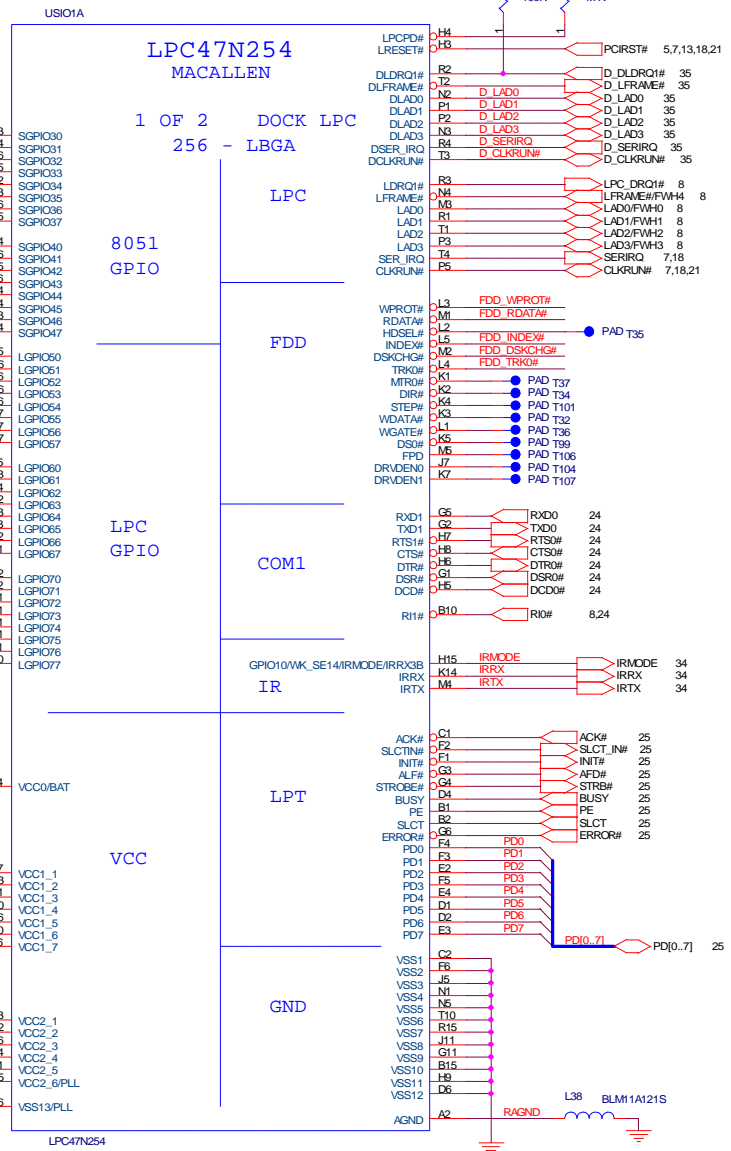 USIO1A
LPC47N254
MACALLEN
1 OF 2 DOCK LPC
256 - LBGA
LPC
8051
GPIO
FDD
LPC
GPIO
COM1
IR
LPT
VCC
GND
SGPIO30
SGPIO31
SGPIO32
SGPIO33
SGPIO34
SGPIO35
SGPIO36
SGPIO37
SGPIO40
SGPIO41
SGPIO42
SGPIO43
SGPIO44
SGPIO45
SGPIO46
SGPIO47
LGPIO50
LGPIO51
LGPIO52
LGPIO53
LGPIO54
LGPIO55
LGPIO56
LGPIO57
LGPIO60
LGPIO61
LGPIO62
LGPIO63
LGPIO64
LGPIO65
LGPIO66
LGPIO67
LGPIO70
LGPIO71
LGPIO72
LGPIO73
LGPIO74
LGPIO75
LGPIO76
LGPIO77
VCC0/BAT
VCC1_1
VCC1_2
VCC1_3
VCC1_4
VCC1_5
VCC1_6
VCC1_7
VCC2_1
VCC2_2
VCC2_3
VCC2_4
VCC2_5
VCC2_6/PLL
VSS13/PLL
LPC47N254
1 1
LPCPD# H4
LRESET# H3 PCIRST# 5,7,13,18,21
DLDRQ1# R2 D_DLDRQ1# 35
DLFRAME# T2 D_LFRAME# 35
DLAD0 N2 D_LAD0 D_LAD0 35
DLAD1 P1 D_LAD1 D_LAD1 35
DLAD2 P2 D_LAD2 D_LAD2 35
DLAD3 N3 D_LAD3 D_LAD3 35
DSER_IRQ R4 D_SERIRQ D_SERIRQ 35
DCLKRUN# T3 D_CLKRUN# D_CLKRUN# 35
LDRQ1# R3 LPC_DRQ1# 8
LFRAME# N4 LFRAME#/FWH4 8
LAD0 M3 LAD0/FWH0 8
LAD1 R1 LAD1/FWH1 8
LAD2 T1 LAD2/FWH2 8
LAD3 P3 LAD3/FWH3 8
SER_IRQ T4 SERIRQ 7,18
CLKRUN# P5 CLKRUN# 7,18,21
WPROT# L3 FDD_WPROT#
RDATA# M1 FDD_RDATA#
HDSEL# L2 PAD T35
INDEX# L5 FDD_INDEX#
DSKCHG# M2 FDD_DSKCHG#
TRK0# L4 FDD_TRK0#
MTR0# K1 PAD T37
DIR# K2 PAD T34
STEP# K4 PAD T101
WDATA# K3 PAD T32
WGATE# L1 PAD T36
DS0# K5 PAD T99
FPD M5 PAD T106
DRVDEN0 J7 PAD T104
DRVDEN1 K7 PAD T107
RXD1 G5 RXD0 24
TXD1 G2 TXD0 24
RTS1# H7 RTS0# 24
CTS# H8 CTS0# 24
DTR# H6 DTR0# 24
DSR# G1 DSR0# 24
DCD# H5 DCD0# 24
RI1# B10 RI0# 8,24
GPIO10/WK_SE14/IRMODE/IRRX3B H15 IRMODE IRMODE 34
IRRX K14 IRRX IRRX 34
IRTX M4 IRTX IRTX 34
ACK# C1 ACK# 25
SLCTIN# F2 SLCT_IN# 25
INIT# F1 INIT# 25
ALF# G3 AFD# 25
STROBE# G4 STRB# 25
BUSY D4 BUSY 25
PE B1 PE 25
SLCT B2 SLCT 25
ERROR# G6 ERROR# 25
PD0 F4 PD0
PD1 F3 PD1
PD2 E2 PD2
PD3 F5 PD3
PD4 E4 PD4
PD5 D1 PD5
PD6 D2 PD6
PD7 E3 PD7
PD[0..7] PD[0..7] 25
VSS1 C2
VSS2 F6
VSS3 J5
VSS4 N1
VSS5 N5
VSS6 T10
VSS7 R15
VSS8 J11
VSS9 G11
VSS10 B15
VSS11 H9
VSS12 D6
AGND A2 RAGND L38 BLM11A121S